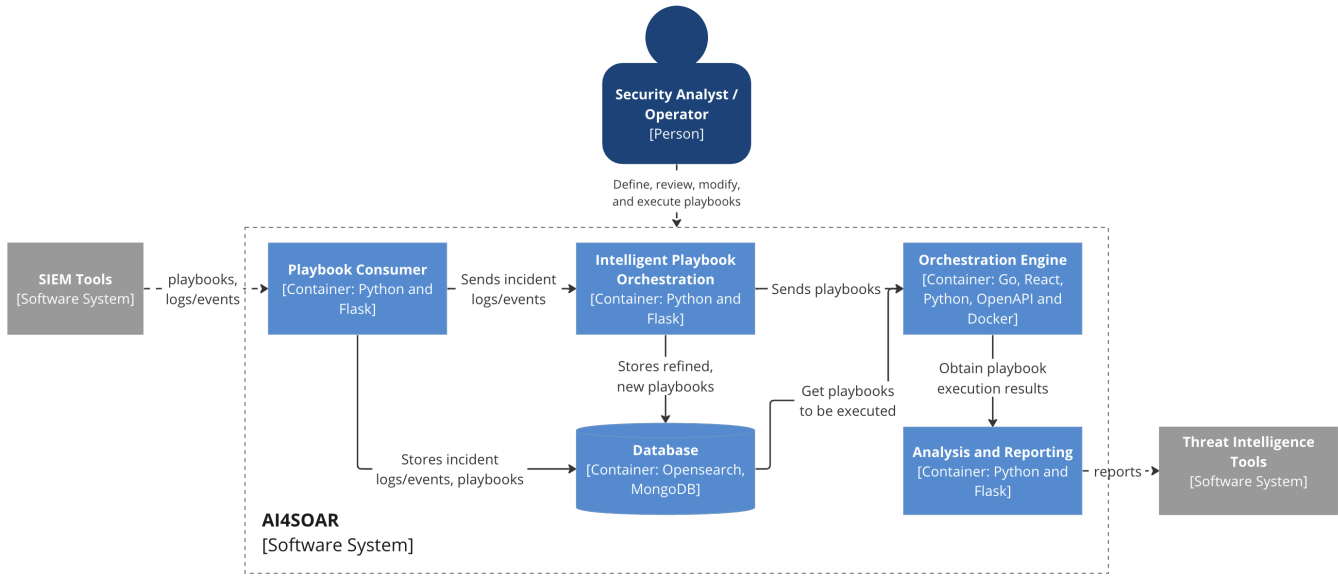 Security Analyst /
Operator
[Person]
Define, review, modify,
and execute playbooks
SIEM Tools
[Software System]
playbooks,
logs/events
Playbook Consumer
[Container: Python and
Flask]
Sends incident
logs/events
Intelligent Playbook
Orchestration
[Container: Python and
Flask]
Sends playbooks
Orchestration Engine
[Container: Go, React,
Python, OpenAPI and
Docker]
Stores refined,
new playbooks
Get playbooks
to be executed
Obtain playbook
execution results
Stores incident
logs/events, playbooks
Database
[Container: Opensearch,
MongoDB]
Analysis and Reporting
[Container: Python and
Flask]
reports
Threat Intelligence
Tools
[Software System]
AI4SOAR
[Software System]